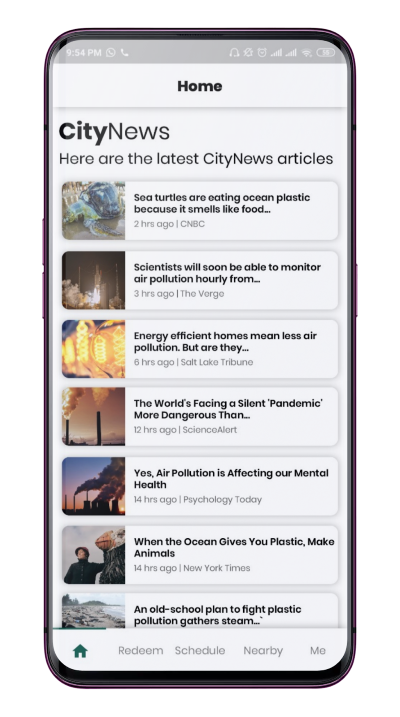 9:54 PM
Home
CityNews
Here are the latest CityNews articles
Sea turtles are eating ocean plastic
because it smells like food...
2 hrs ago | CNBC
Scientists will soon be able to monitor
air pollution hourly from...
3 hrs ago | The Verge
Energy efficient homes mean less air
pollution. But are they...
6 hrs ago | Salt Lake Tribune
The World's Facing a Silent 'Pandemic'
More Dangerous Than...
12 hrs ago | ScienceAlert
Yes, Air Pollution is Affecting our Mental
Health
14 hrs ago | Psychology Today
When the Ocean Gives You Plastic, Make
Animals
14 hrs ago | New York Times
An old-school plan to fight plastic
pollution gathers steam...`
Redeem Schedule Nearby Me